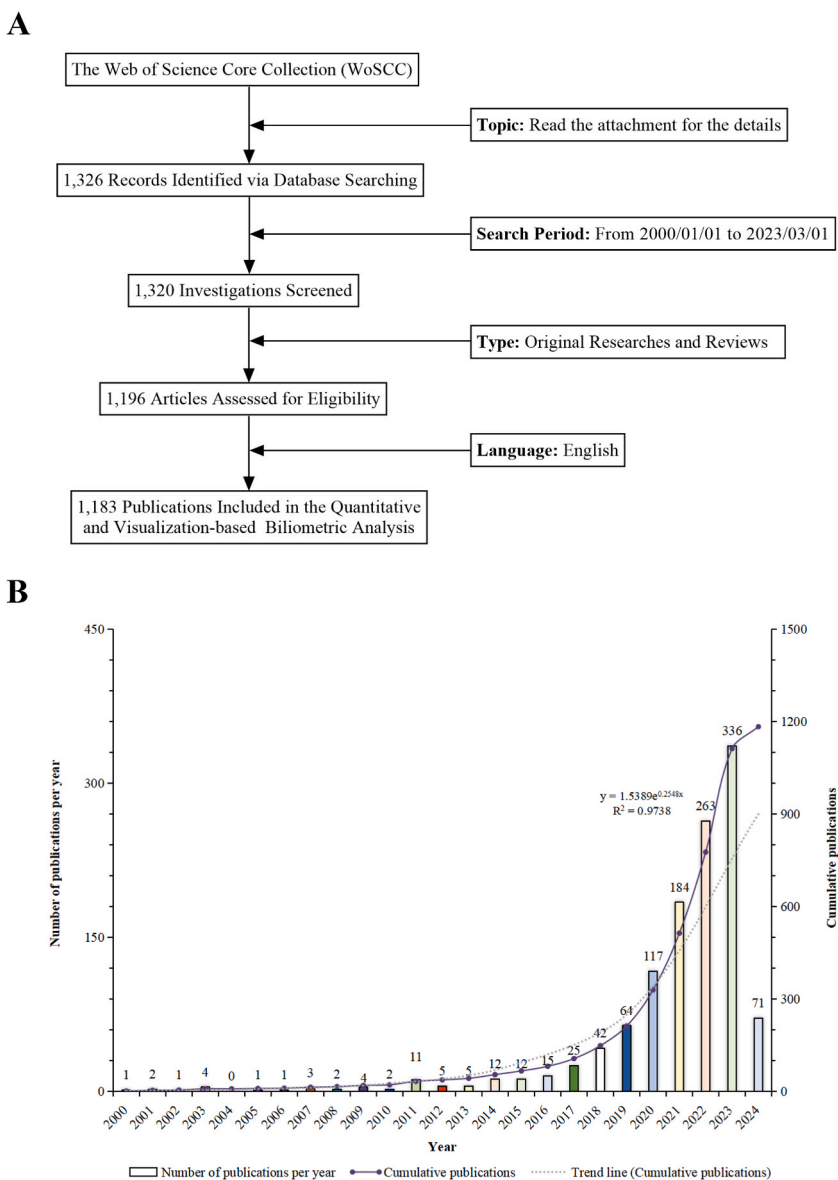 A
The Web of Science Core Collection (WoSCC)
Topic: Read the attachment for the details
1,326 Records Identified via Database Searching
Search Period: From 2000/01/01 to 2023/03/01
1,320 Investigations Screened
Type: Original Researches and Reviews
1,196 Articles Assessed for Eligibility
Language: English
1,183 Publications Included in the Quantitative
and Visualization-based Biliometric Analysis
B
450
300
150
0
Number of publications per year
1500
1200
900
600
300
0
Cumulative publications
y = 1.5389e^0.2548x
R² = 0.9738
1 2 1 4 0 1 1 3 2 4 2 11 5 5 12 12 15 25 42 64 117 184 263 336 71
2000 2001 2002 2003 2004 2005 2006 2007 2008 2009 2010 2011 2012 2013 2014 2015 2016 2017 2018 2019 2020 2021 2022 2023 2024
Year
Number of publications per year Cumulative publications Trend line (Cumulative publications)